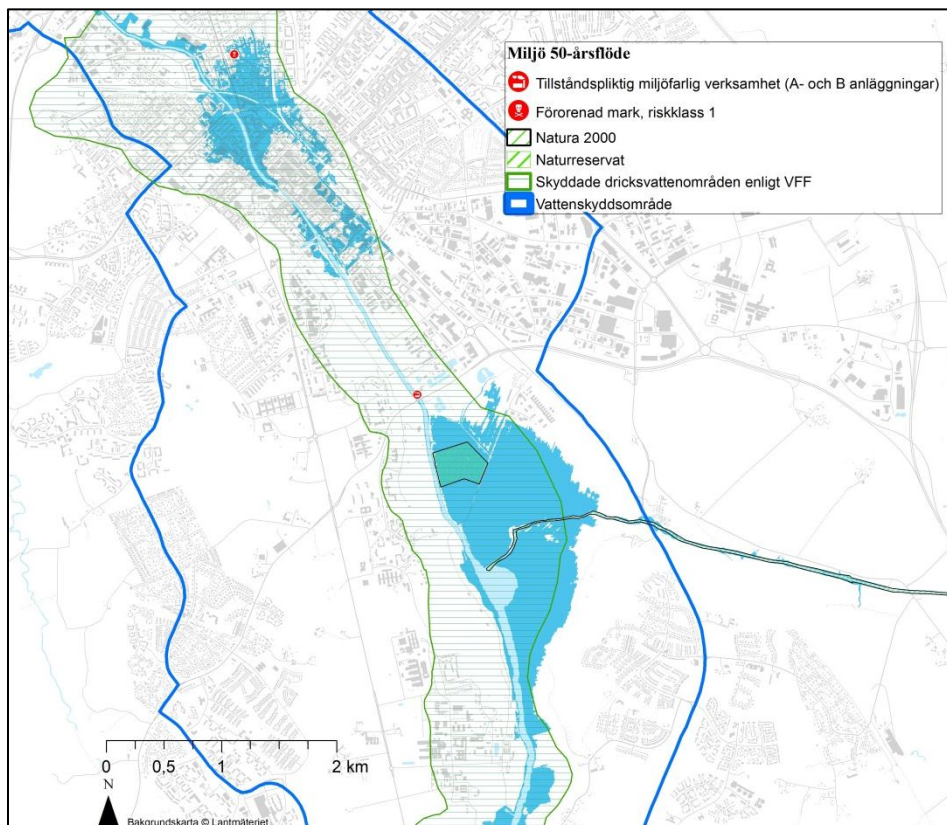 Miljö 50-årsflöde
Tillståndspliktig miljöfarlig verksamhet (A- och B anläggningar)
Förorenad mark, riskklass 1
Natura 2000
Naturreservat
Skyddade dricksvattenområden enligt VFF
Vattenskyddsområde
0 0,5 1 2 km
N
Bakgrundskarta © Lantmäteriet